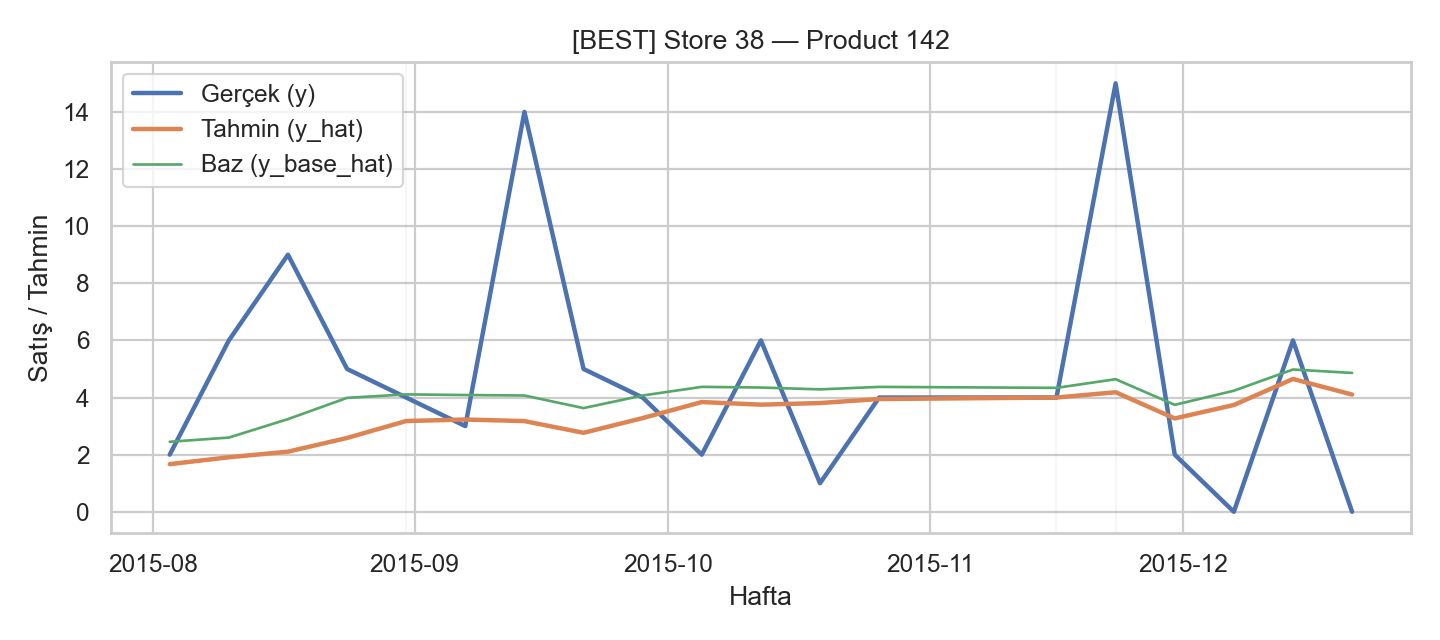 [BEST] Store 38 — Product 142
Gerçek (y)
Tahmin (y_hat)
Baz (y_base_hat)
Satış / Tahmin
14
12
10
8
6
4
2
0
2015-08 2015-09 2015-10 2015-11 2015-12
Hafta